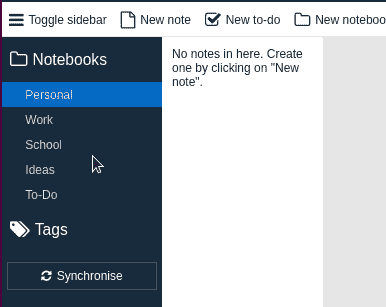 Toggle sidebar New note New to-do New noteboo
Notebooks
Personal
Work
School
Ideas
To-Do
Tags
Synchronise
No notes in here. Create
one by clicking on "New
note".